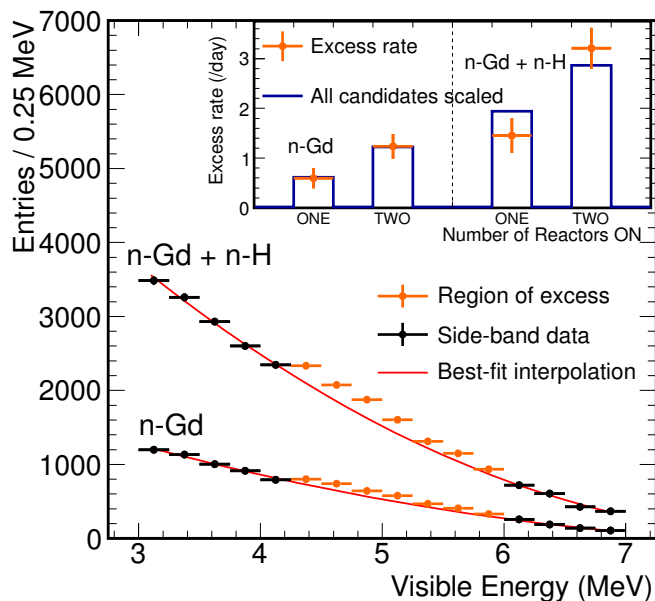 7000
6000
5000
4000
3000
2000
1000
0
Entries / 0.25 MeV
3
2
1
0
Excess rate (/day)
Excess rate
All candidates scaled
n-Gd
n-Gd + n-H
ONE TWO ONE TWO
Number of Reactors ON
n-Gd + n-H
n-Gd
Region of excess
Side-band data
Best-fit interpolation
3 4 5 6 7
Visible Energy (MeV)